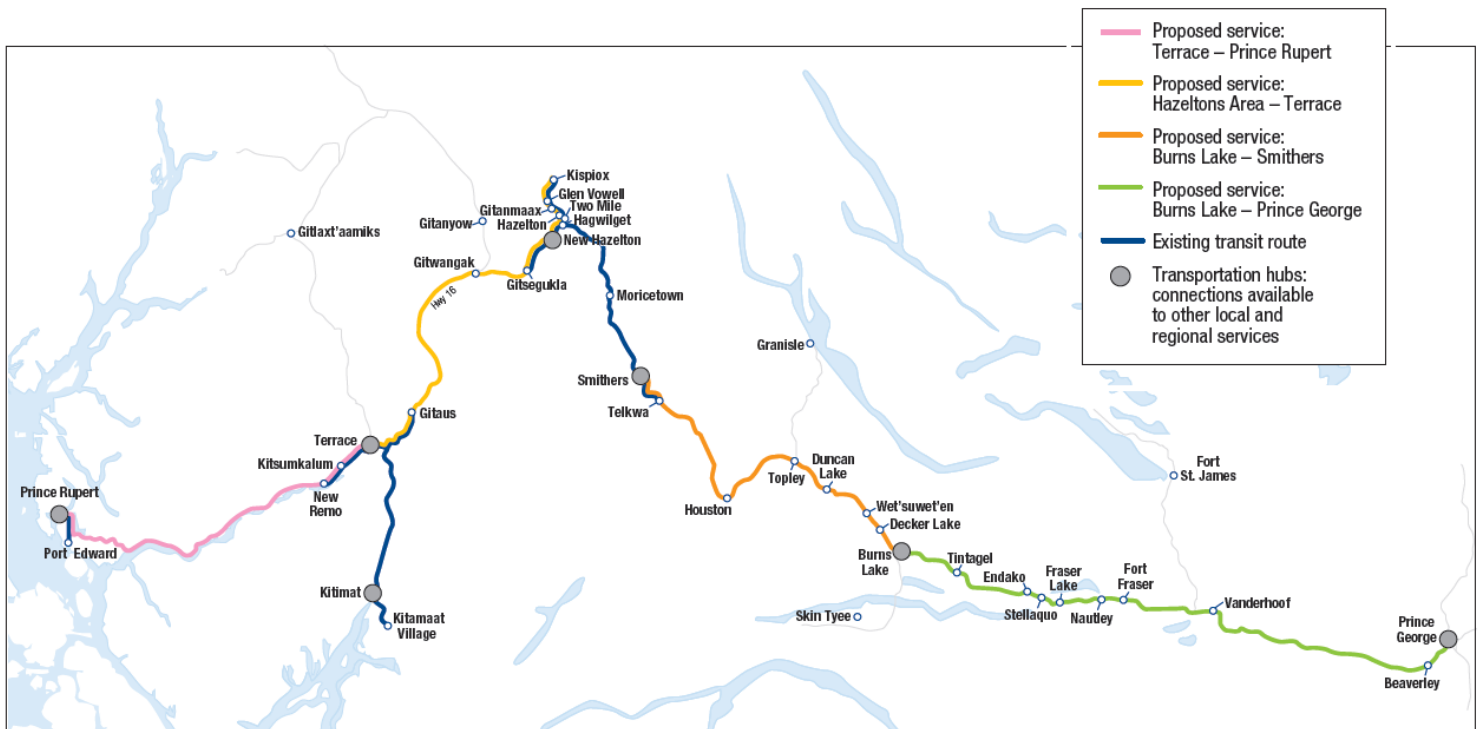 Proposed service:
Terrace – Prince Rupert
Proposed service:
Hazeltons Area – Terrace
Proposed service:
Burns Lake – Smithers
Proposed service:
Burns Lake – Prince George
Existing transit route
Transportation hubs:
connections available
to other local and
regional services
Kispiox
Glen Vowell
Gitanmaax
Two Mile
Hazelton
Hagwilget
New Hazelton
Gitanyow
Gitlaxt'aamiks
Gitwangak
Gitsegukla
Hwy 16
Moricetown
Granisle
Smithers
Telkwa
Gitaus
Terrace
Kitsumkalum
New
Remo
Prince Rupert
Port Edward
Kitimat
Kitamaat
Village
Houston
Topley
Duncan
Lake
Wet'suwet'en
Decker Lake
Burns
Lake
Tintagel
Endako
Stellaquo
Fraser
Lake
Nautley
Fort
Fraser
Skin Tyee
Fort
St. James
Vanderhoof
Prince
George
Beaverley